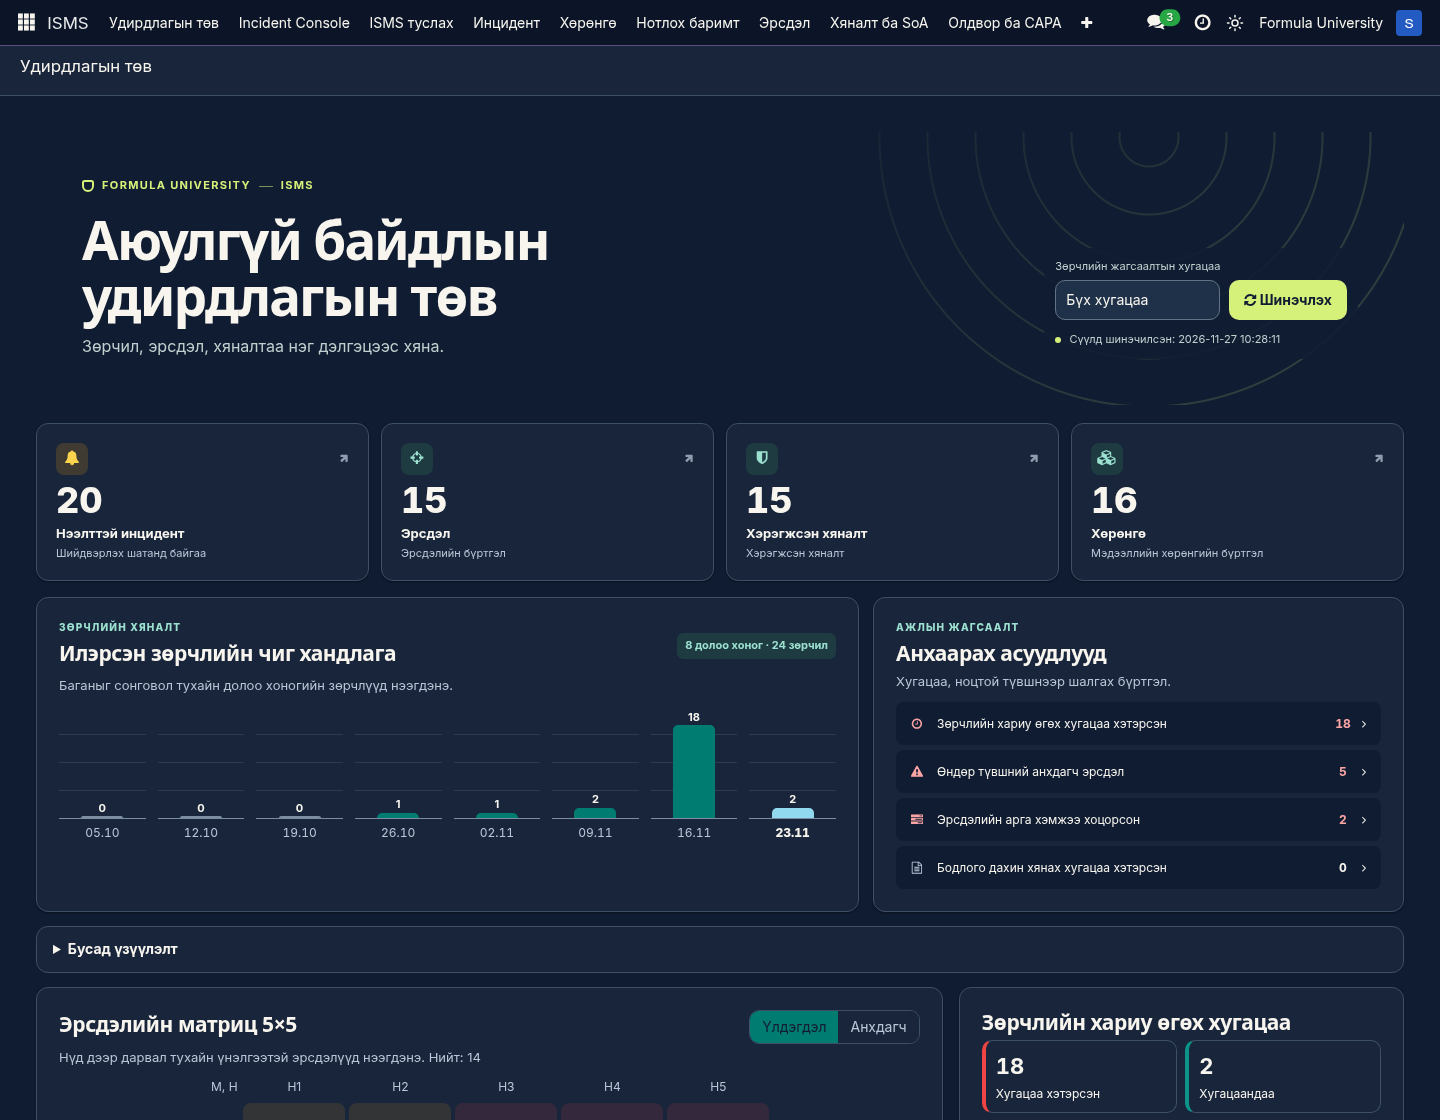 ISMS Удирдлагын төв Incident Console ISMS туслах Инцидент Хөрөнгө Нотлох баримт Эрсдэл Хяналт ба SoA Олдвор ба CAPA 3 Formula University S
Удирдлагын төв
FORMULA UNIVERSITY — ISMS
Аюулгүй байдлын
удирдлагын төв
Зөрчил, эрсдэл, хяналтаа нэг дэлгэцээс хяна.
Зөрчлийн жагсаалтын хугацаа
Бүх хугацаа Шинэчлэх
Сүүлд шинэчилсэн: 2026-11-27 10:28:11
20
Нээлттэй инцидент
Шийдвэрлэх шатанд байгаа
15
Эрсдэл
Эрсдэлийн бүртгэл
15
Хэрэгжсэн хяналт
Хэрэгжсэн хяналт
16
Хөрөнгө
Мэдээллийн хөрөнгийн бүртгэл
ЗӨРЧЛИЙН ХЯНАЛТ
Илэрсэн зөрчлийн чиг хандлага
8 долоо хоног · 24 зөрчил
Баганыг сонговол тухайн долоо хоногийн зөрчлүүд нээгдэнэ.
0 0 0 1 1 2 18 2
05.10 12.10 19.10 26.10 02.11 09.11 16.11 23.11
АЖЛЫН ЖАГСААЛТ
Анхаарах асуудлууд
Хугацаа, ноцтой түвшнээр шалгах бүртгэл.
Зөрчлийн хариу өгөх хугацаа хэтэрсэн 18
Өндөр түвшний анхдагч эрсдэл 5
Эрсдэлийн арга хэмжээ хоцорсон 2
Бодлого дахин хянах хугацаа хэтэрсэн 0
Бусад үзүүлэлт
Эрсдэлийн матриц 5×5
Үлдэгдэл Анхдагч
Нүд дээр дарвал тухайн үнэлгээтэй эрсдэлүүд нээгдэнэ. Нийт: 14
М, Н Н1 Н2 Н3 Н4 Н5
Зөрчлийн хариу өгөх хугацаа
18
Хугацаа хэтэрсэн
2
Хугацаандаа